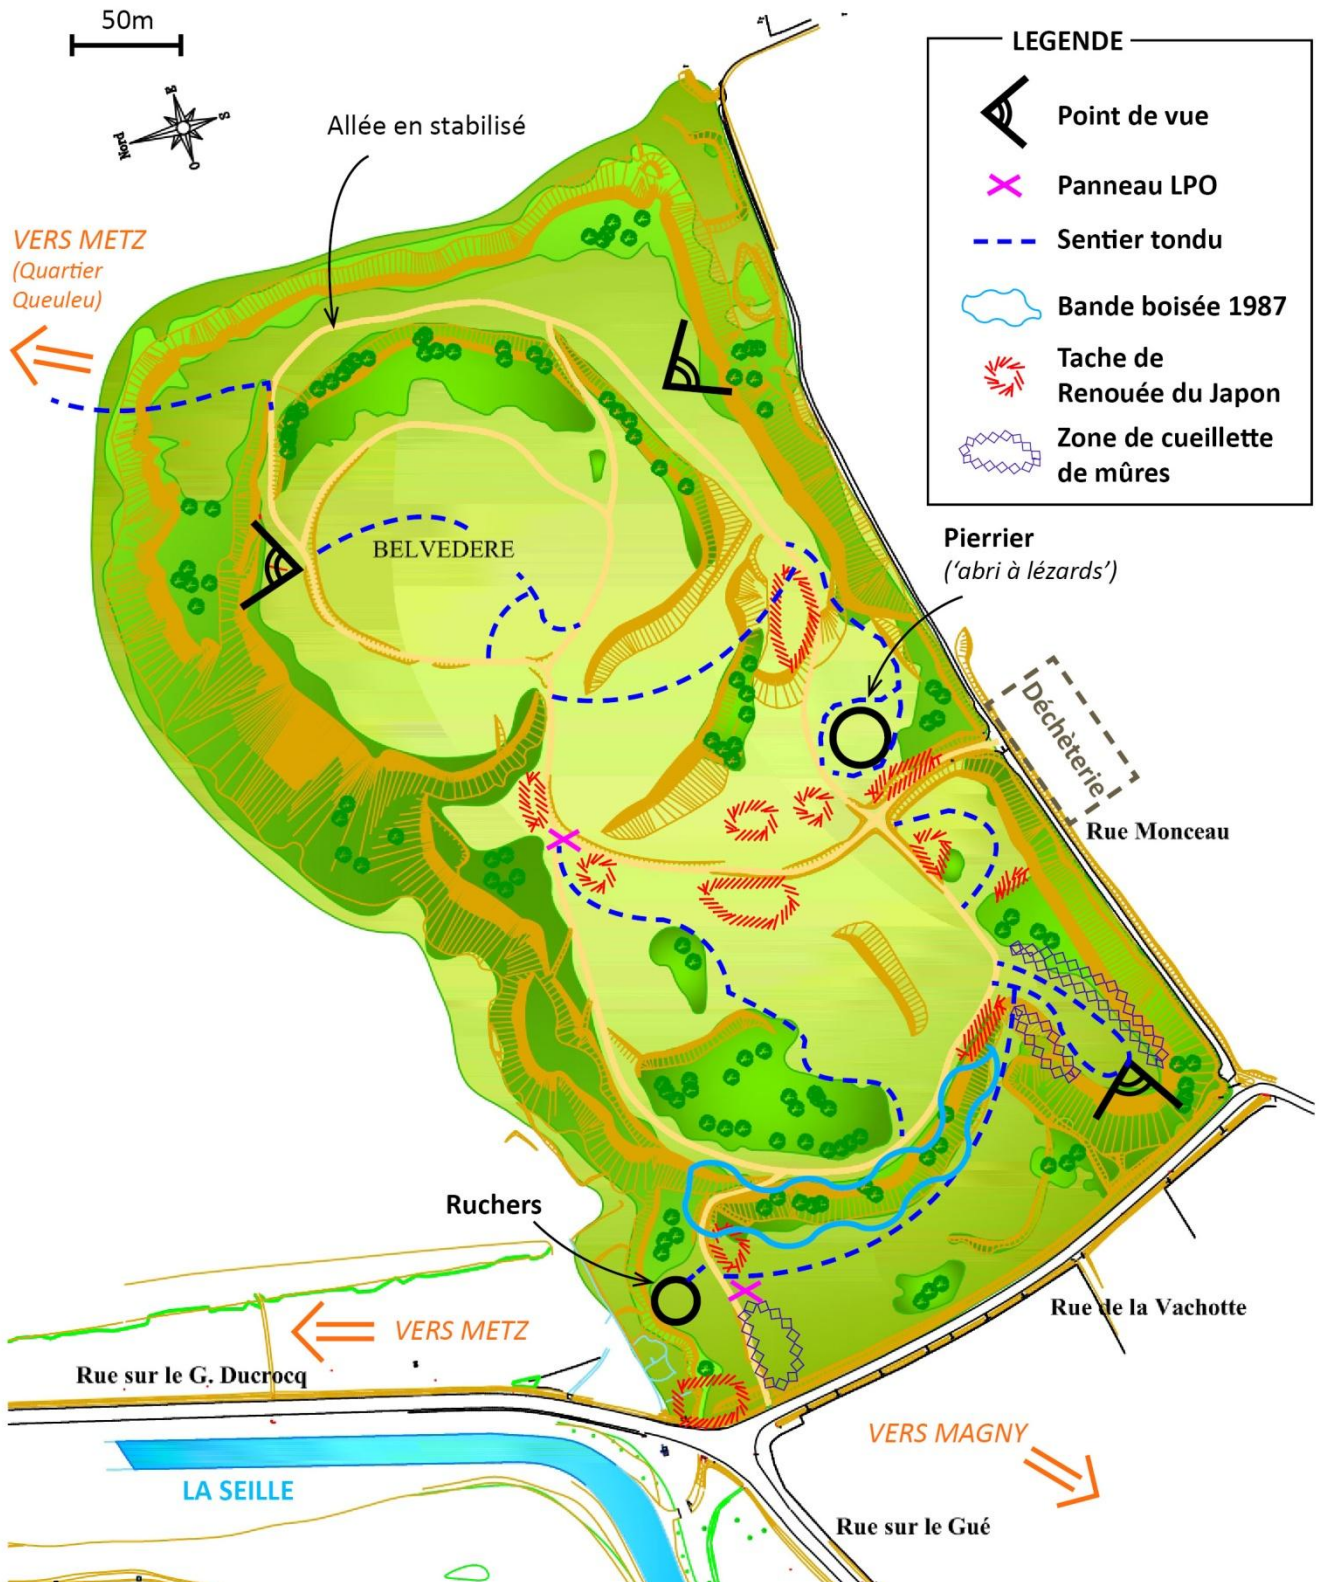 50m
E
S
Nord
O
Allée en stabilisé
VERS METZ
(Quartier
Queuleu)
LEGENDE
Point de vue
Panneau LPO
Sentier tondu
Bande boisée 1987
Tache de
Renouée du Japon
Zone de cueillette
de mûres
BELVEDERE
Pierrier
(‘abri à lézards’)
Déchèterie
Rue Monceau
Ruchers
VERS METZ
Rue sur le G. Ducrocq
Rue de la Vachotte
VERS MAGNY
LA SEILLE
Rue sur le Gué